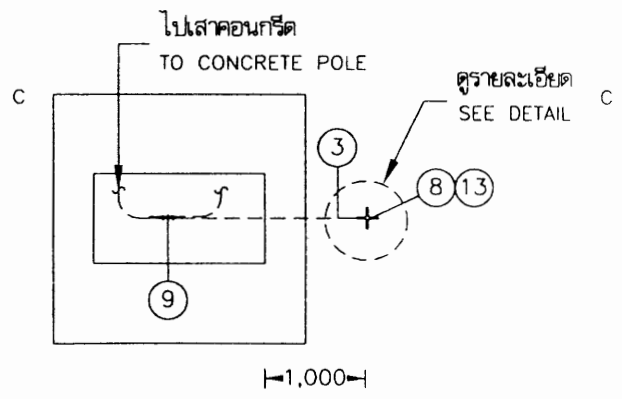 ไปเสาคอนกรีต
TO CONCRETE POLE
ดูรายละเอียด
SEE DETAIL
C
C
3
8 13
9
1,000